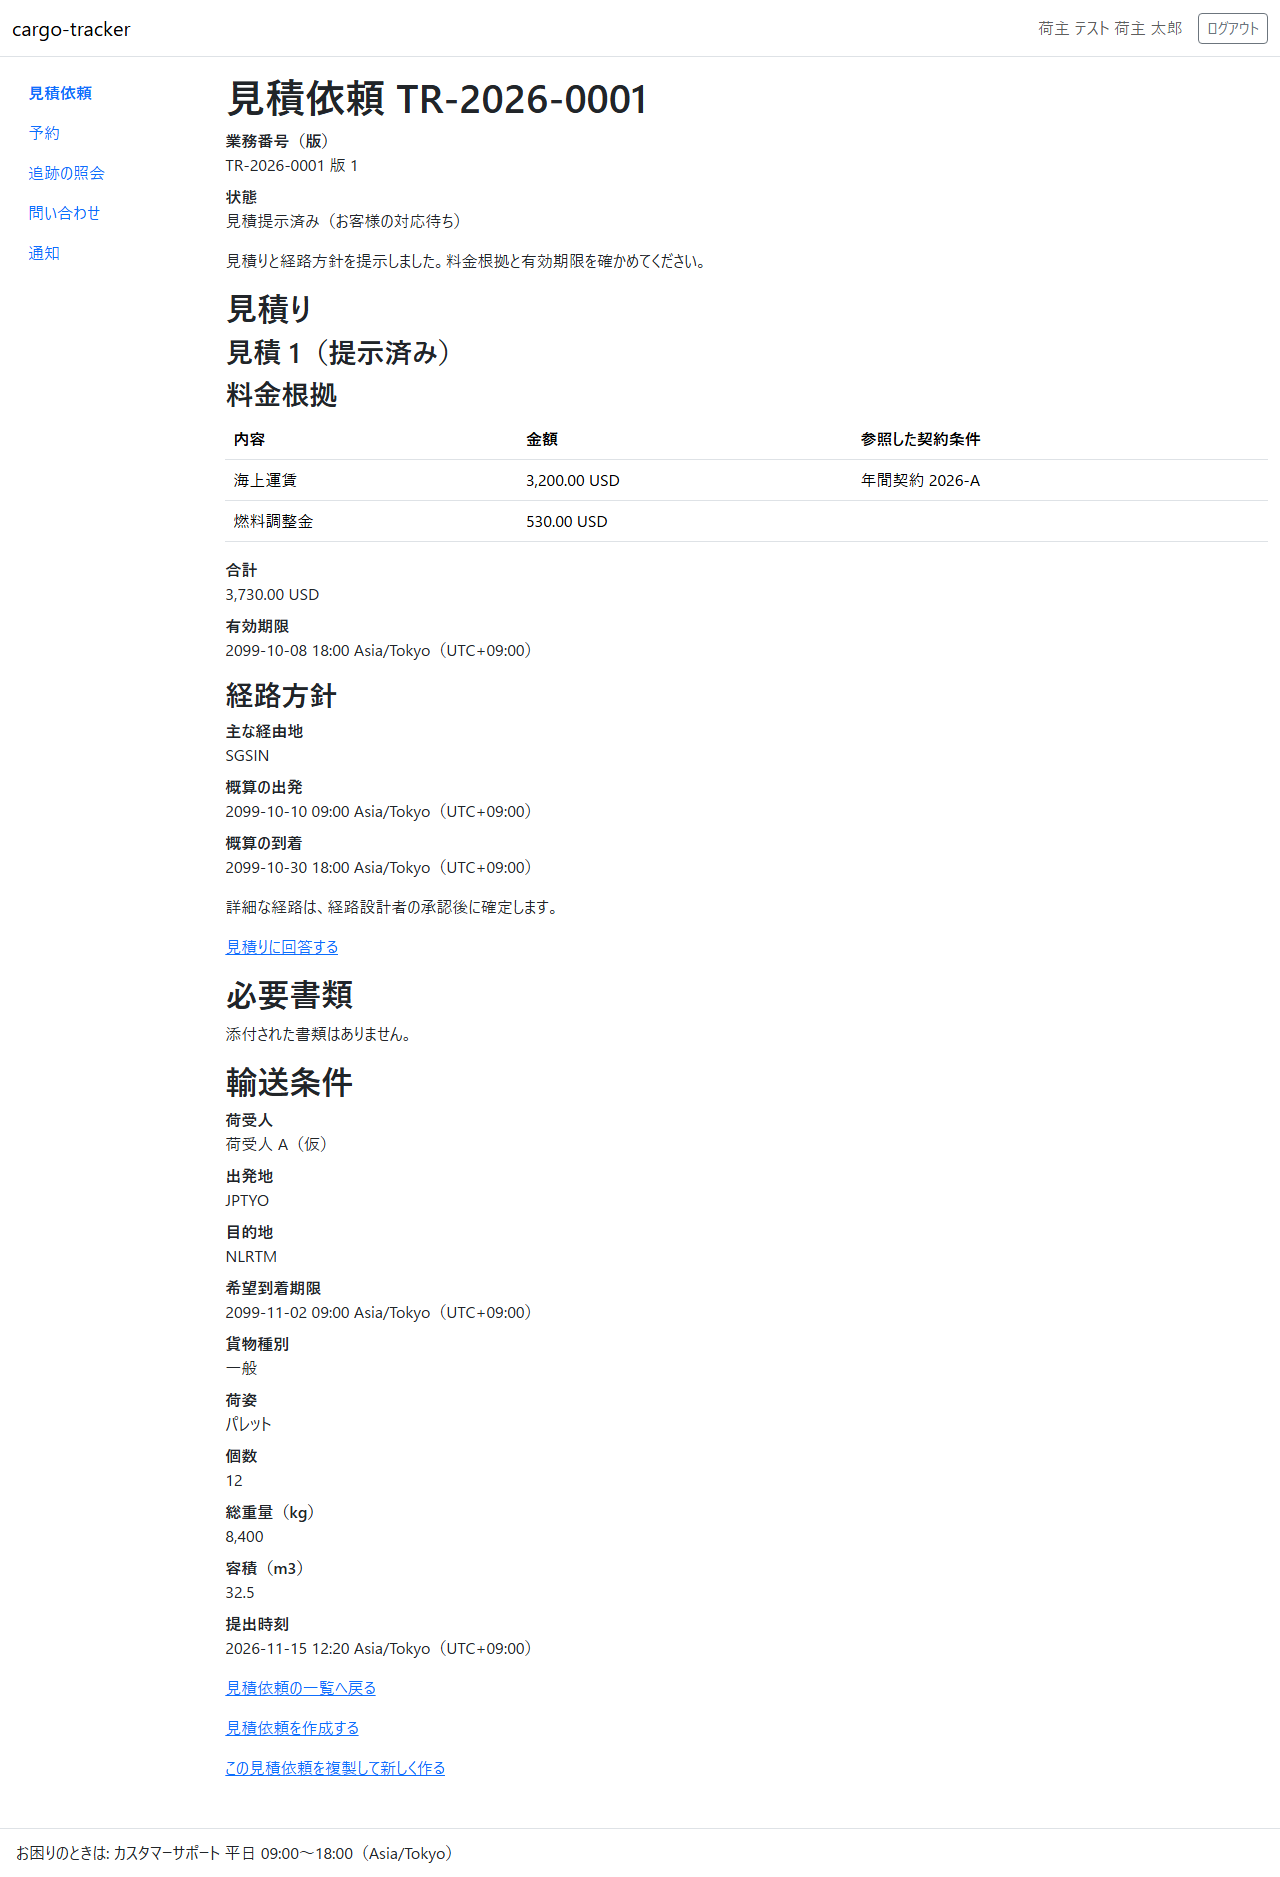 cargo-tracker
荷主 テスト 荷主 太郎
ログアウト
見積依頼
予約
追跡の照会
問い合わせ
通知
見積依頼 TR-2026-0001
業務番号（版）
TR-2026-0001 版 1
状態
見積提示済み（お客様の対応待ち）
見積りと経路方針を提示しました。料金根拠と有効期限を確かめてください。
見積り
見積 1（提示済み）
料金根拠
内容 金額 参照した契約条件
海上運賃 3,200.00 USD 年間契約 2026-A
燃料調整金 530.00 USD
合計
3,730.00 USD
有効期限
2099-10-08 18:00 Asia/Tokyo（UTC+09:00）
経路方針
主な経由地
SGSIN
概算の出発
2099-10-10 09:00 Asia/Tokyo（UTC+09:00）
概算の到着
2099-10-30 18:00 Asia/Tokyo（UTC+09:00）
詳細な経路は、経路設計者の承認後に確定します。
見積りに回答する
必要書類
添付された書類はありません。
輸送条件
荷受人
荷受人 A（仮）
出発地
JPTYO
目的地
NLRTM
希望到着期限
2099-11-02 09:00 Asia/Tokyo（UTC+09:00）
貨物種別
一般
荷姿
パレット
個数
12
総重量（kg）
8,400
容積（m3）
32.5
提出時刻
2026-11-15 12:20 Asia/Tokyo（UTC+09:00）
見積依頼の一覧へ戻る
見積依頼を作成する
この見積依頼を複製して新しく作る
お困りのときは: カスタマーサポート 平日 09:00～18:00（Asia/Tokyo）